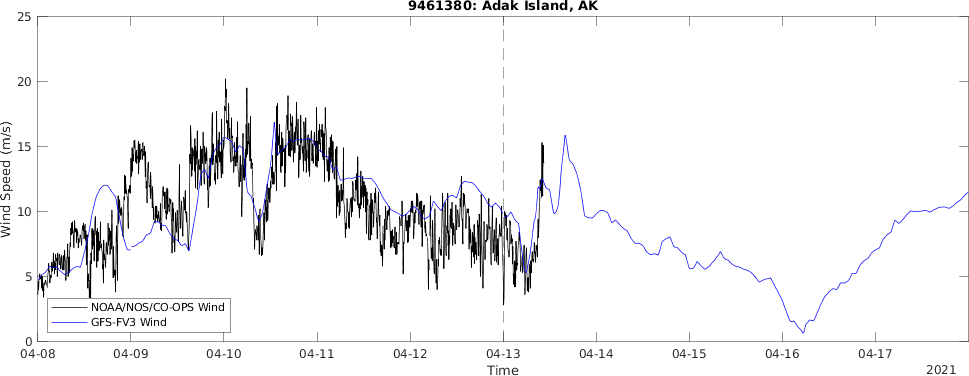 9461380: Adak Island, AK
25
20
15
10
5
0
Wind Speed (m/s)
NOAA/NOS/CO-OPS Wind
GFS-FV3 Wind
04-08 04-09 04-10 04-11 04-12 04-13 04-14 04-15 04-16 04-17
Time
2021